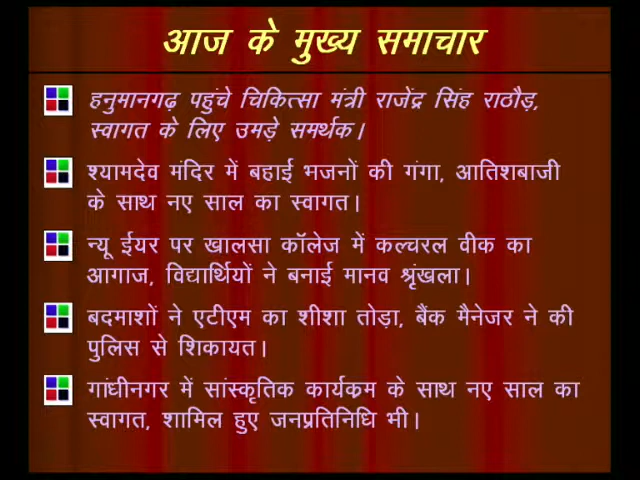 आज के मुख्य समाचार
हनुमानगढ़ पहुंचे चिकित्सा मंत्री राजेंद्र सिंह राठौड़,
स्वागत के लिए उमड़े समर्थक।
श्यामदेव मंदिर में बहाई भजनों की गंगा, आतिशबाजी
के साथ नए साल का स्वागत।
न्यू ईयर पर खालसा कॉलेज में कल्चरल वीक का
आगाज, विद्यार्थियों ने बनाई मानव श्रृंखला।
बदमाशों ने एटीएम का शीशा तोड़ा, बैंक मैनेजर ने की
पुलिस से शिकायत।
गांधीनगर में सांस्कृतिक कार्यक्रम के साथ नए साल का
स्वागत, शामिल हुए जनप्रतिनिधि भी।